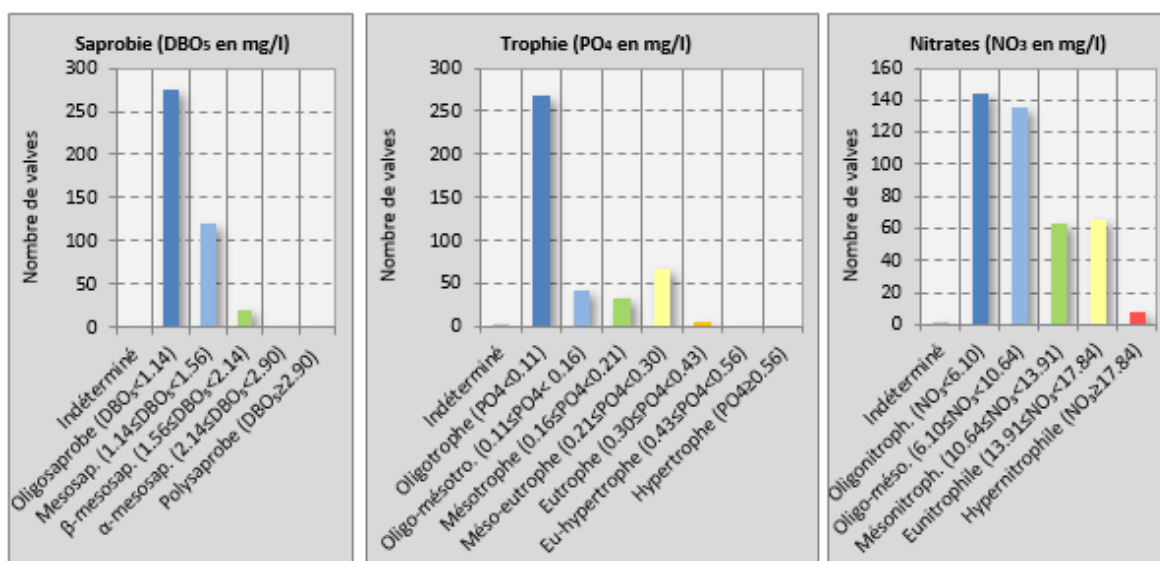 Saprobie (DBO₅ en mg/l)
Nombre de valves
300
250
200
150
100
50
0
Indéterminé
Oligosaprobe (DBO₅<1.14)
Mesosap. (1.14≤DBO₅<1.56)
β-mesosap. (1.56≤DBO₅<2.14)
α-mesosap. (2.14≤DBO₅<2.90)
Polysaprobe (DBO₅≥2.90)
Trophie (PO₄ en mg/l)
Nombre de valves
300
250
200
150
100
50
0
Indéterminé
Oligotrophe (PO4<0.11)
Oligo-mésotro. (0.11≤PO4< 0.16)
Mésotrophe (0.16≤PO4<0.21)
Méso-eutrophe (0.21≤PO4<0.30)
Eutrophe (0.30≤PO4<0.43)
Eu-hypertrophe (0.43≤PO4<0.56)
Hypertrophe (PO4≥0.56)
Nitrates (NO₃ en mg/l)
Nombre de valves
160
140
120
100
80
60
40
20
0
Indéterminé
Oligonitroph. (NO₃<6.10)
Oligo-méso. (6.10≤NO₃<10.64)
Mésonitroph. (10.64≤NO₃<13.91)
Eunitrophile (13.91≤NO₃<17.84)
Hypernitrophile (NO₃≥17.84)